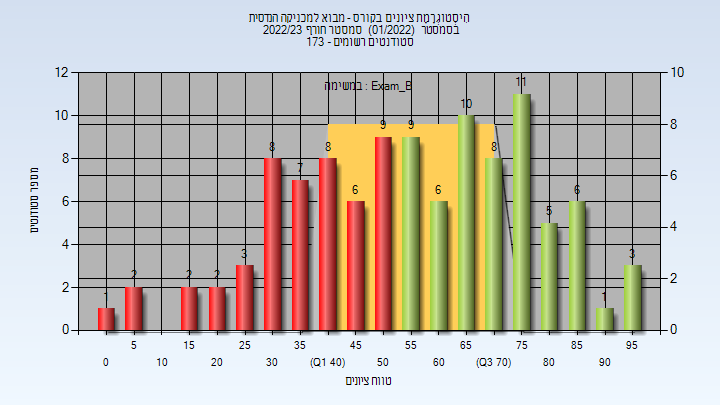 היסטוגרמת ציונים בקורס - מבוא למכניקה הנדסית
בסמסטר (01/2022) סמסטר חורף 2022/23
סטודנטים רשומים - 173
במשימה : Exam_B
מספר סטודנטים
12 10 8 6 4 2 0
10 8 6 4 2 0
1 2 2 2 3 8 7 8 6 9 9 6 10 8 11 5 6 1 3
5 15 25 35 45 55 65 75 85 95
0 10 20 30 (Q1 40) 50 60 (Q3 70) 80 90
טווח ציונים